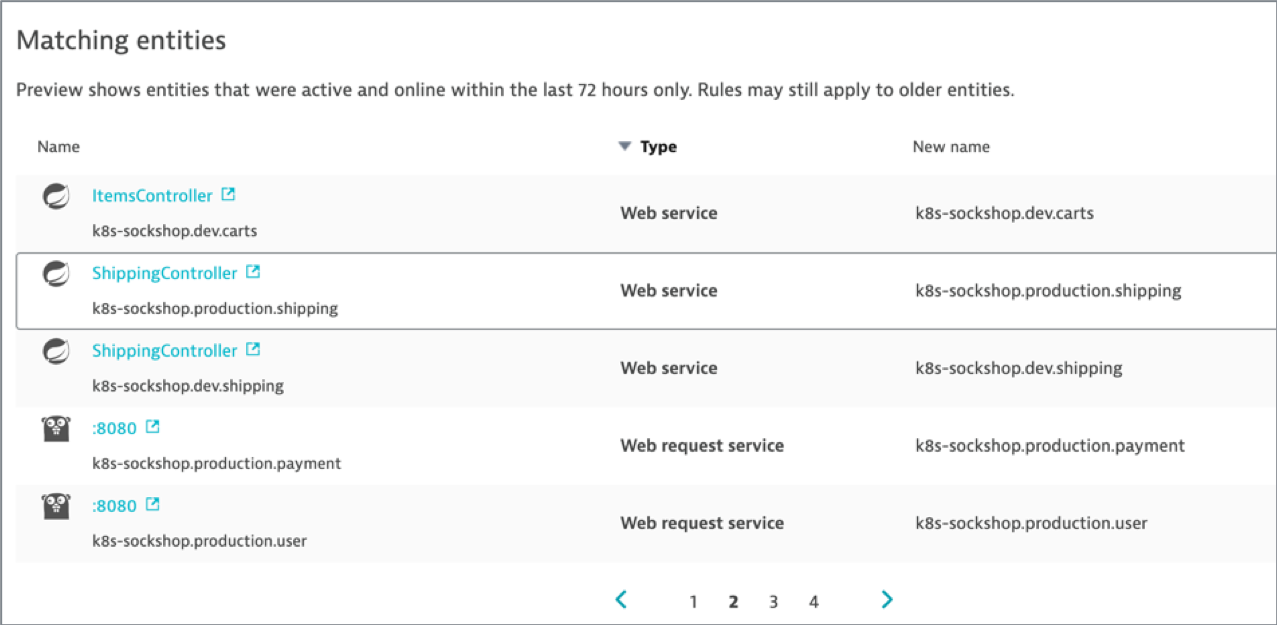 Matching entities
Preview shows entities that were active and online within the last 72 hours only. Rules may still apply to older entities.
Name Type New name
ItemsController
k8s-sockshop.dev.carts
Web service
k8s-sockshop.dev.carts
ShippingController
k8s-sockshop.production.shipping
Web service
k8s-sockshop.production.shipping
ShippingController
k8s-sockshop.dev.shipping
Web service
k8s-sockshop.dev.shipping
:8080
k8s-sockshop.production.payment
Web request service
k8s-sockshop.production.payment
:8080
k8s-sockshop.production.user
Web request service
k8s-sockshop.production.user
1 2 3 4